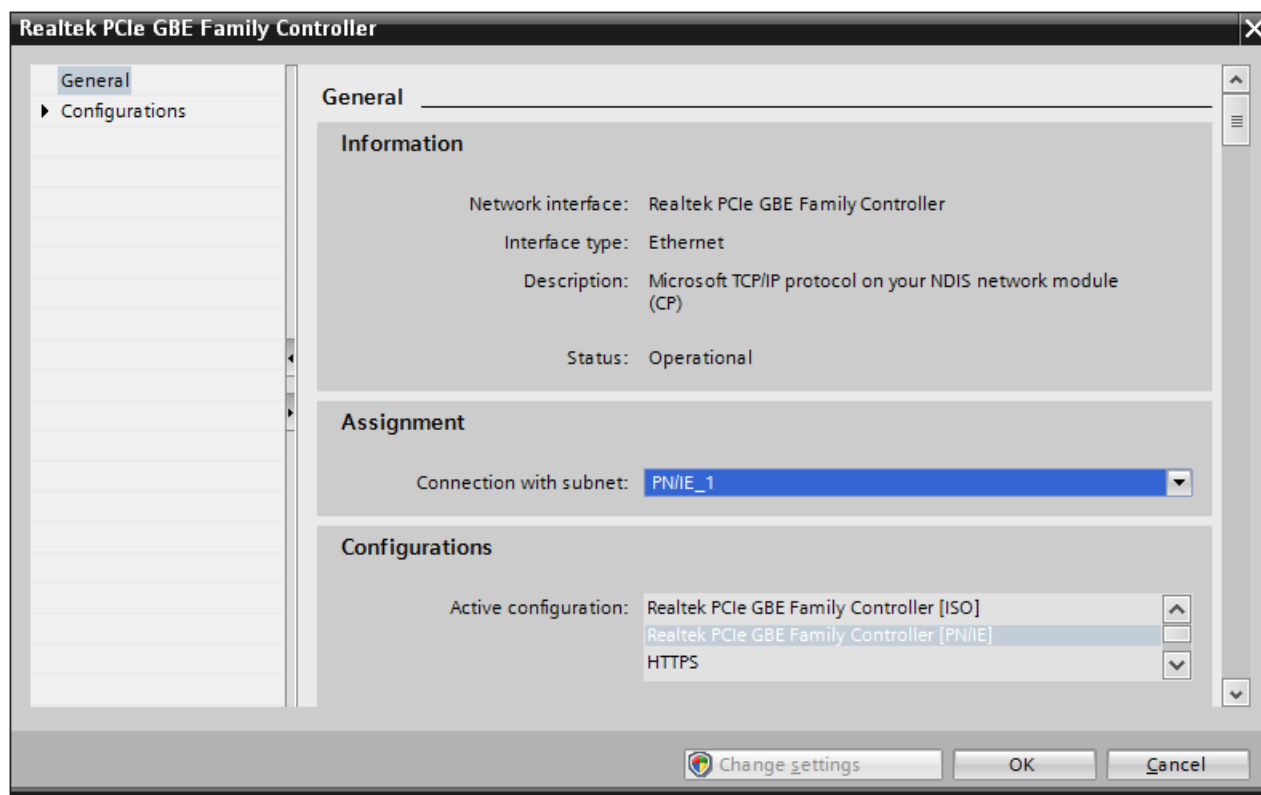 Realtek PCIe GBE Family Controller
General
Configurations
General
Information
Network interface: Realtek PCIe GBE Family Controller
Interface type: Ethernet
Description: Microsoft TCP/IP protocol on your NDIS network module
(CP)
Status: Operational
Assignment
Connection with subnet: PN/IE_1
Configurations
Active configuration: Realtek PCIe GBE Family Controller [ISO]
Realtek PCIe GBE Family Controller [PN/IE]
HTTPS
Change settings OK Cancel